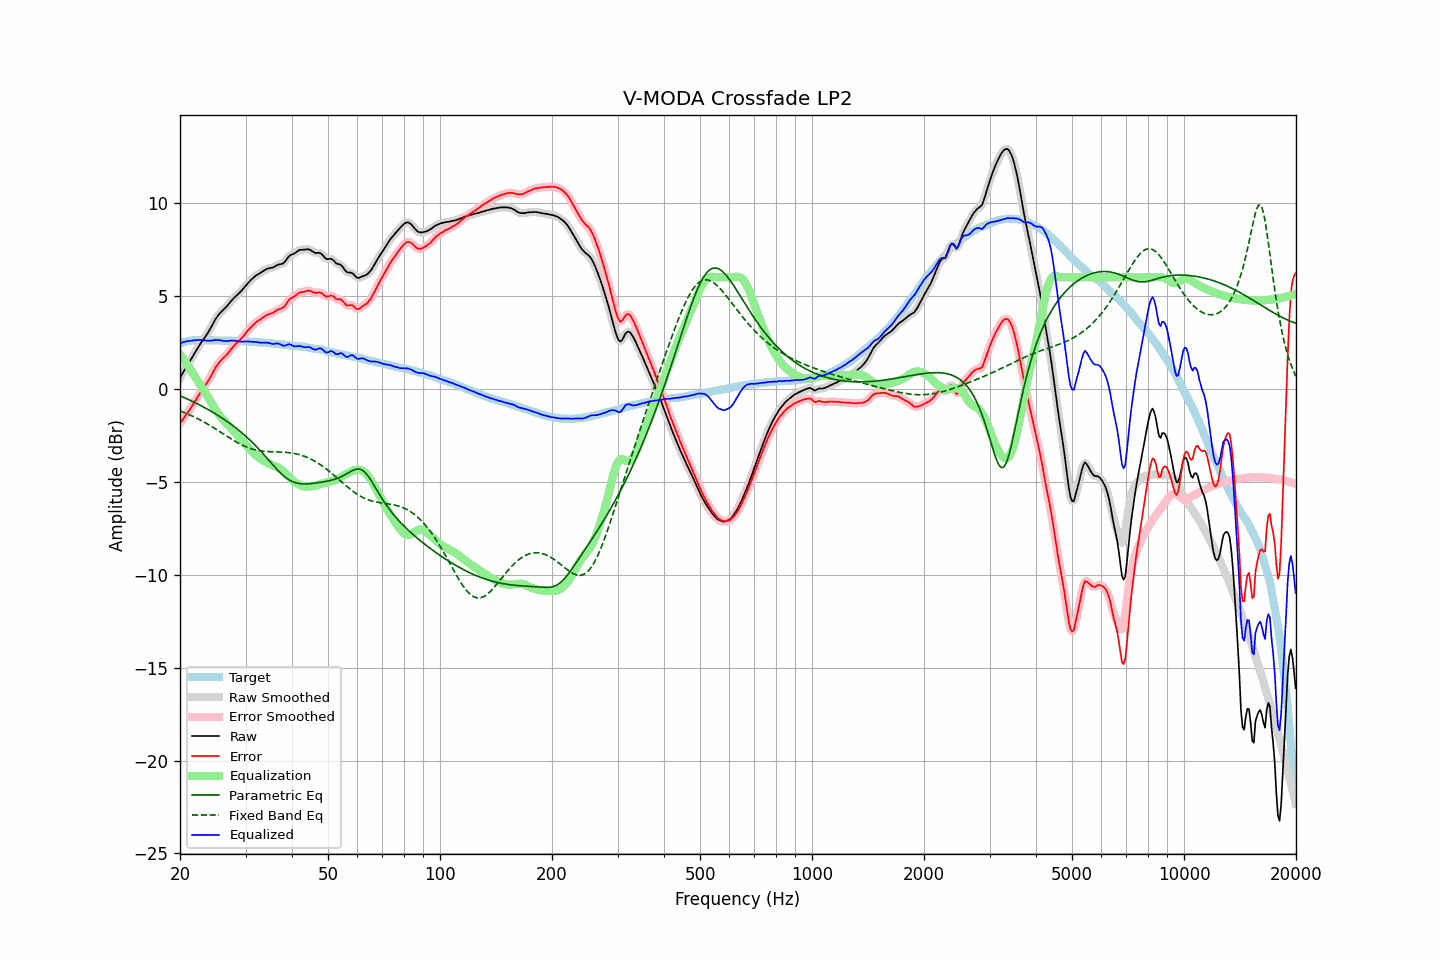 V-MODA Crossfade LP2
Amplitude (dBr)
10
5
0
−5
−10
−15
−20
−25
Target
Raw Smoothed
Error Smoothed
Raw
Error
Equalization
Parametric Eq
Fixed Band Eq
Equalized
20 50 100 200 500 1000 2000 5000 10000 20000
Frequency (Hz)